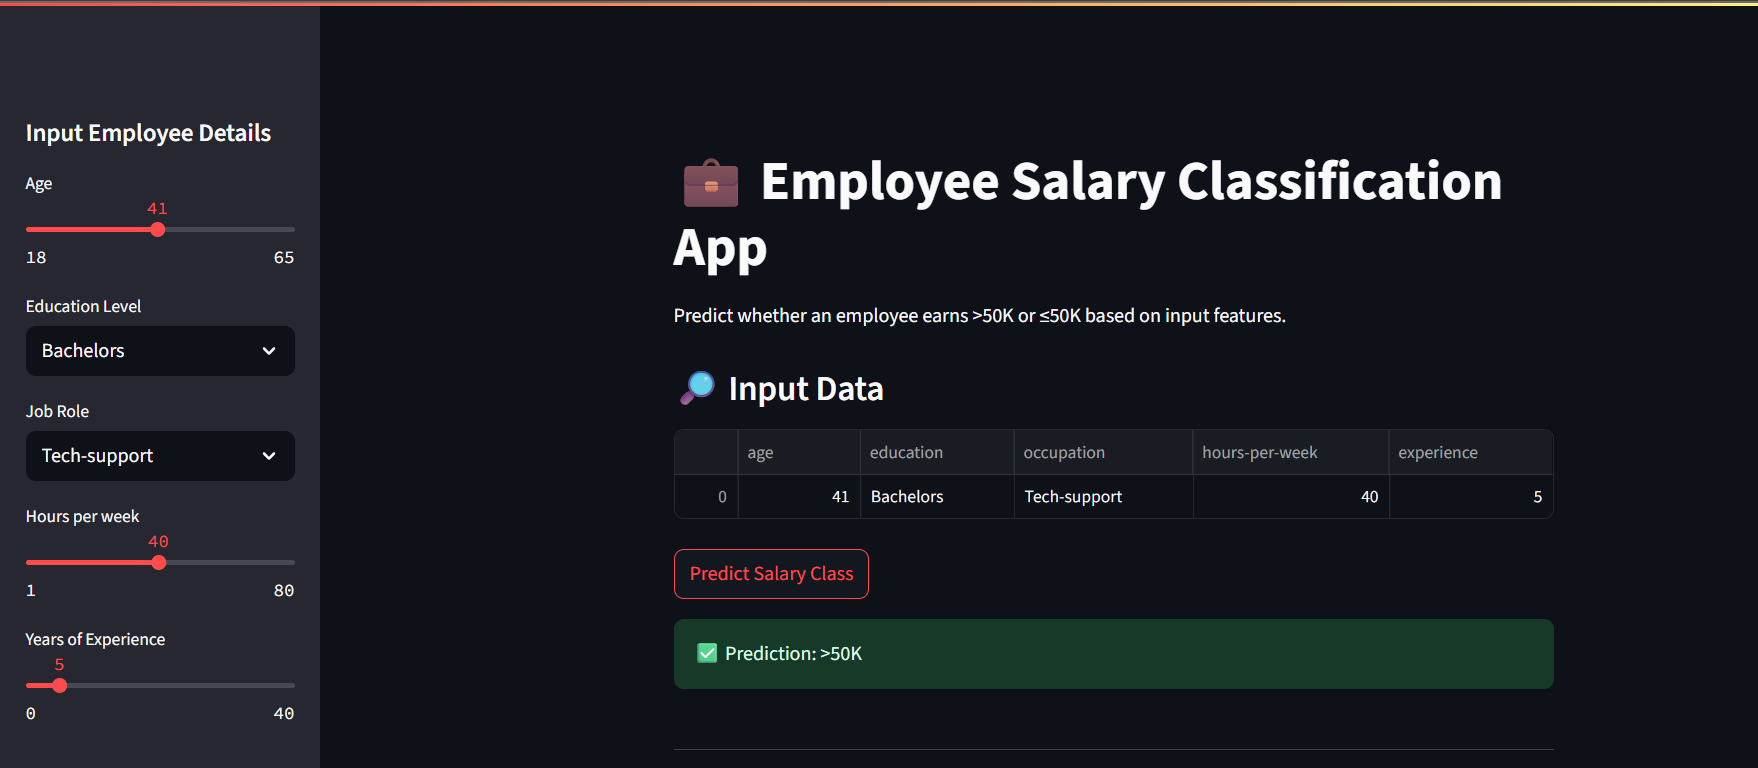 Input Employee Details
Age
41
18 65
Education Level
Bachelors
Job Role
Tech-support
Hours per week
40
1 80
Years of Experience
5
0 40
Employee Salary Classification
App
Predict whether an employee earns >50K or ≤50K based on input features.
Input Data
age education occupation hours-per-week experience
0 41 Bachelors Tech-support 40 5
Predict Salary Class
Prediction: >50K